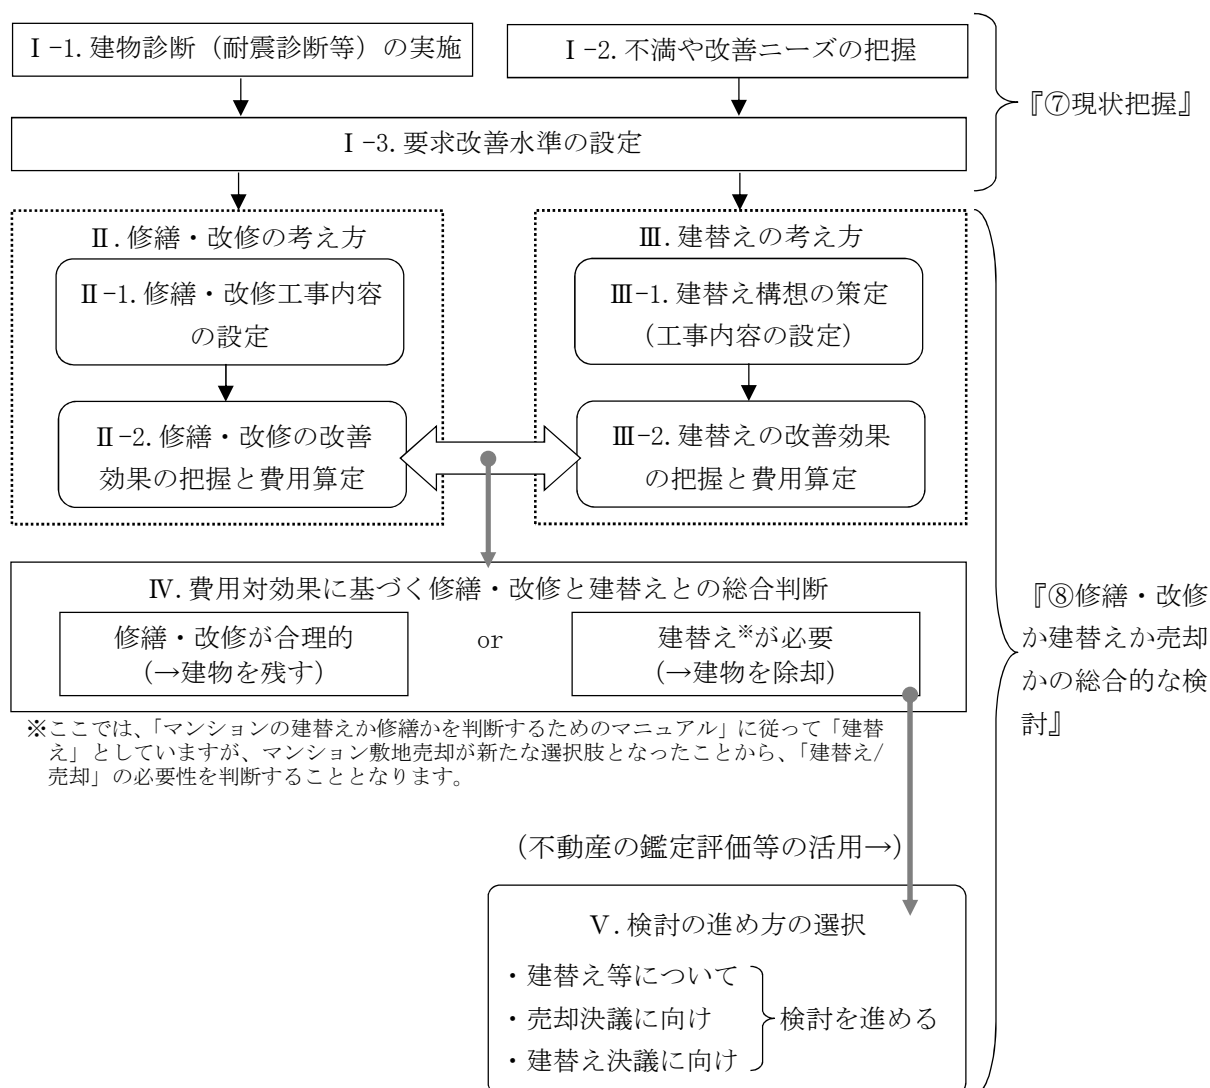 Ⅰ-1.建物診断（耐震診断等）の実施
Ⅰ-2.不満や改善ニーズの把握
『⑦現状把握』
Ⅰ-3.要求改善水準の設定
Ⅱ.修繕・改修の考え方
Ⅱ-1.修繕・改修工事内容
の設定
Ⅱ-2.修繕・改修の改善
効果の把握と費用算定
Ⅲ.建替えの考え方
Ⅲ-1.建替え構想の策定
(工事内容の設定)
Ⅲ-2.建替えの改善効果
の把握と費用算定
Ⅳ.費用対効果に基づく修繕・改修と建替えとの総合判断
修繕・改修が合理的
(→建物を残す)
or
建替え※が必要
(→建物を除却)
※ここでは、「マンションの建替えか修繕かを判断するためのマニュアル」に従って「建替
え」としていますが、マンション敷地売却が新たな選択肢となったことから、「建替え/
売却」の必要性を判断することとなります。
『⑧修繕・改修
か建替えか売却
かの総合的な検
討』
(不動産の鑑定評価等の活用→)
Ⅴ.検討の進め方の選択
・建替え等について
・売却決議に向け
・建替え決議に向け
検討を進める